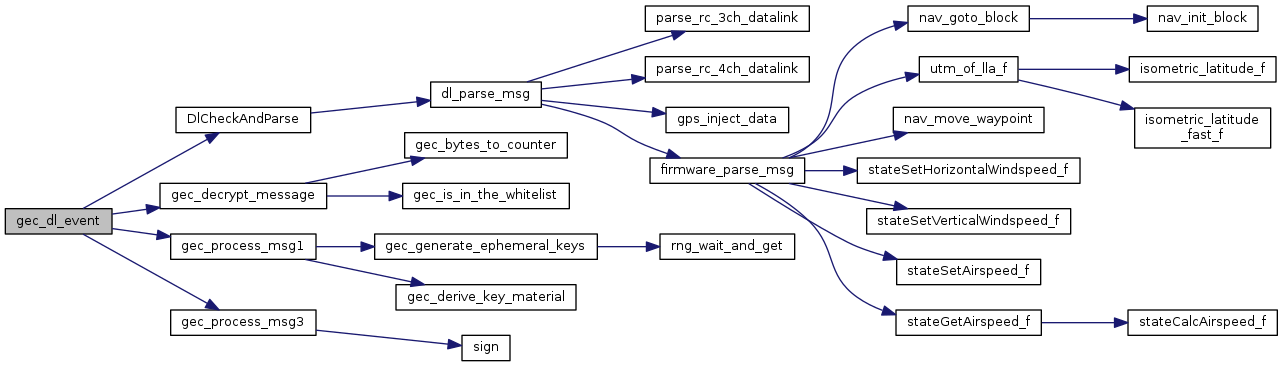 gec_dl_event
DlCheckAndParse
gec_decrypt_message
gec_process_msg1
gec_process_msg3
dl_parse_msg
gec_bytes_to_counter
gec_is_in_the_whitelist
gec_generate_ephemeral_keys
gec_derive_key_material
sign
parse_rc_3ch_datalink
parse_rc_4ch_datalink
gps_inject_data
firmware_parse_msg
rng_wait_and_get
nav_goto_block
utm_of_lla_f
nav_move_waypoint
stateSetHorizontalWindspeed_f
stateSetVerticalWindspeed_f
stateSetAirspeed_f
stateGetAirspeed_f
nav_init_block
isometric_latitude_f
isometric_latitude
_fast_f
stateCalcAirspeed_f